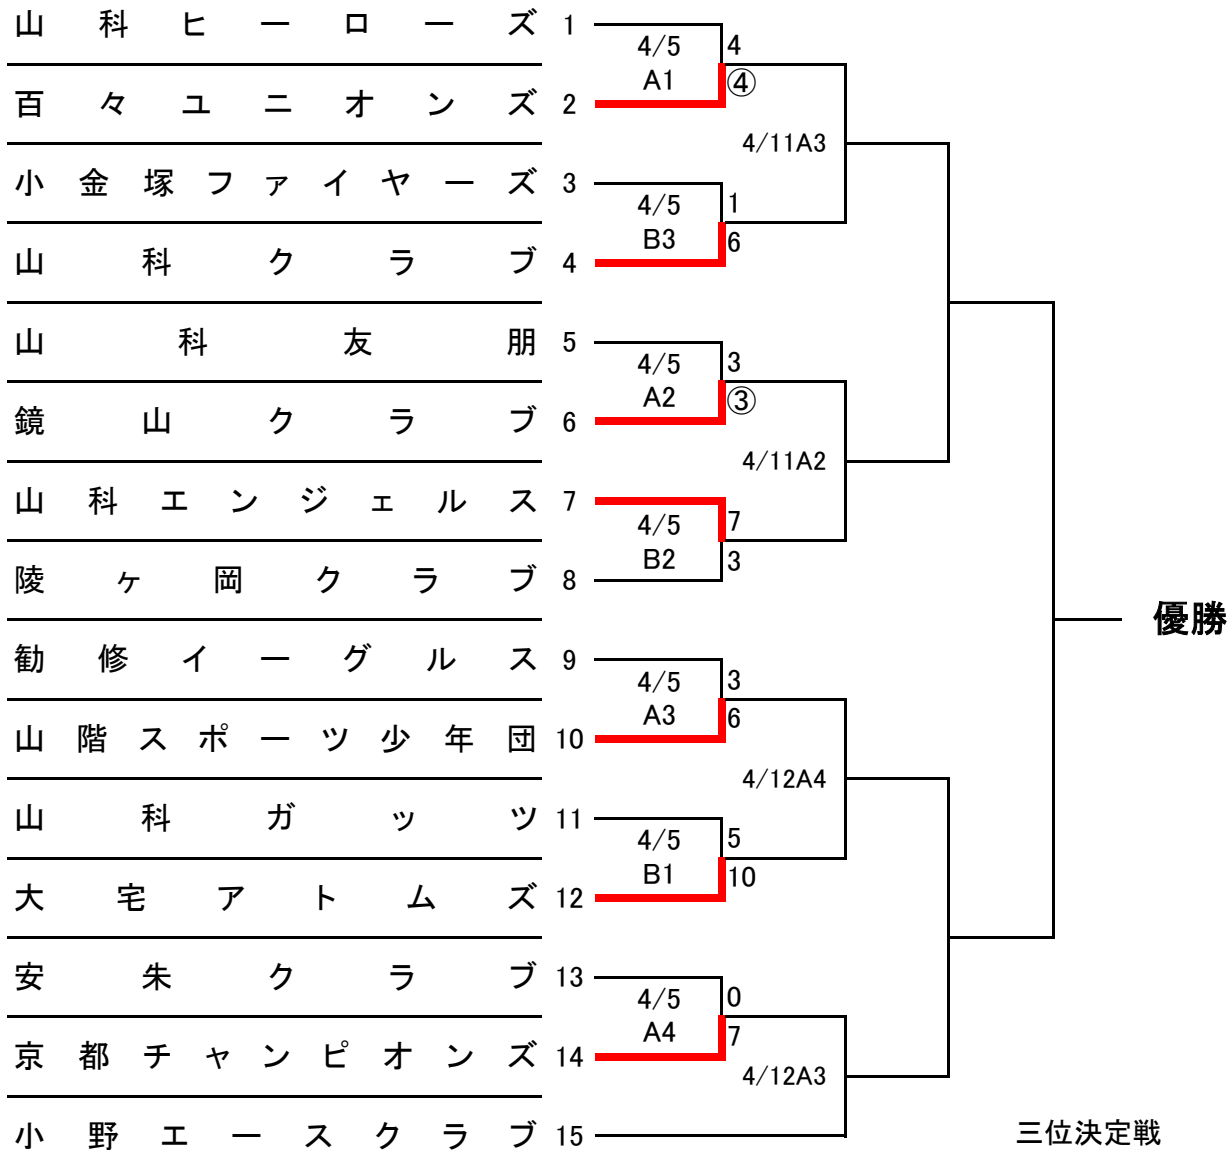 山科ヒーローズ 1
4/5
A1
4
④
百々ユニオンズ 2
4/11A3
小金塚ファイヤーズ 3
4/5
B3
1
6
山科クラブ 4
山科友朋 5
4/5
A2
3
③
鏡山クラブ 6
4/11A2
山科エンジェルス 7
4/5
B2
7
3
陵ヶ岡クラブ 8
優勝
勧修イーグルス 9
4/5
A3
3
6
山階スポーツ少年団 10
4/12A4
山科ガッツ 11
4/5
B1
5
10
大宅アトムズ 12
安朱クラブ 13
4/5
A4
0
7
京都チャンピオンズ 14
4/12A3
小野エースクラブ 15
三位決定戦